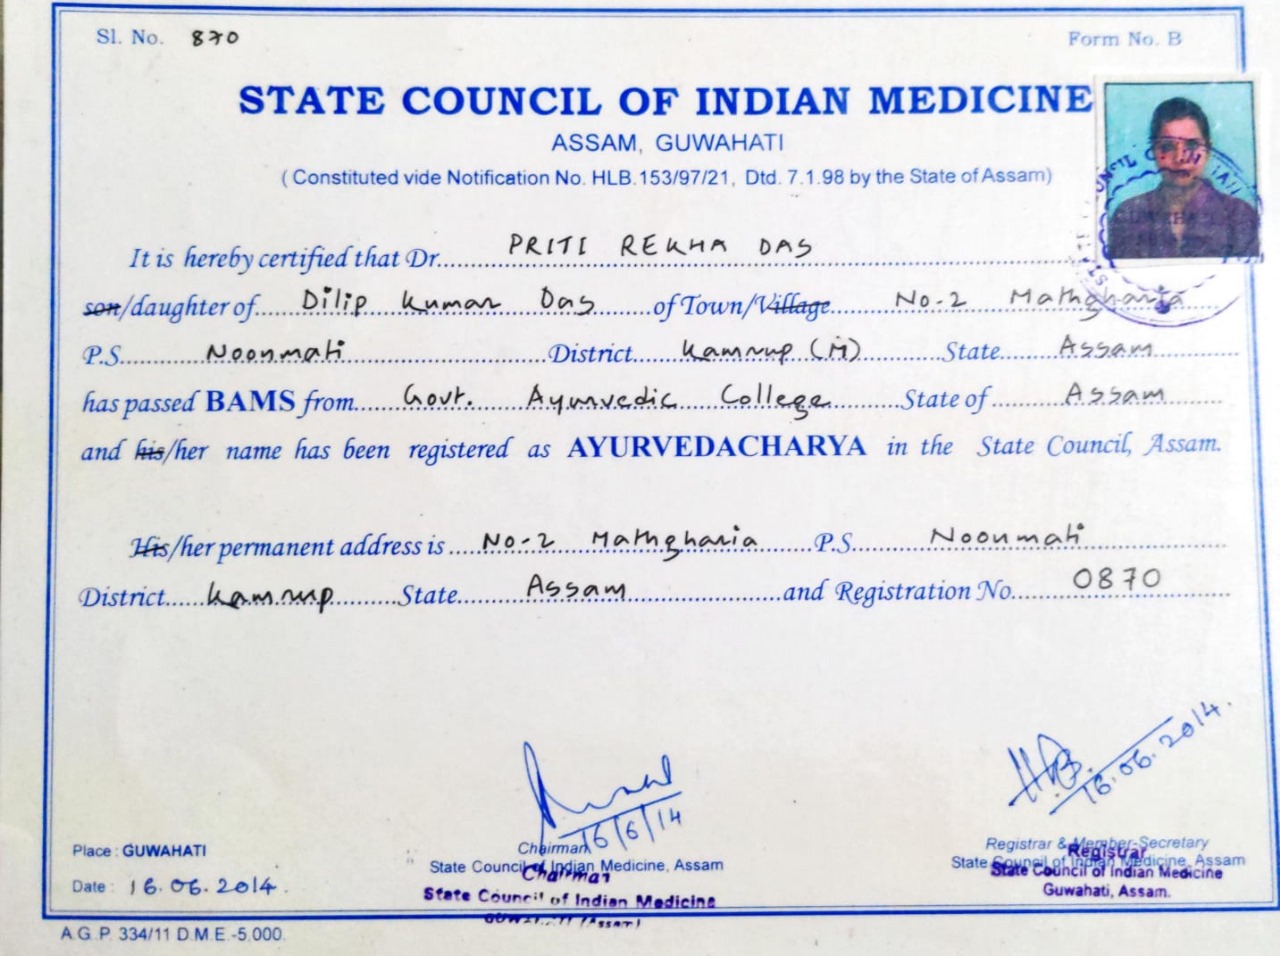 Sl. No. 870 Form No. B
STATE COUNCIL OF INDIAN MEDICINE
ASSAM, GUWAHATI
( Constituted vide Notification No. HLB.153/97/21, Dtd. 7.1.98 by the State of Assam)
It is hereby certified that Dr. PRITI REKHA DAS
son/daughter of Dilip Kumar Das of Town/Village No-2 Mathgharia
P.S. Noonmati District Kamrup (M) State Assam
has passed BAMS from Govt. Ayurvedic College State of Assam
and his/her name has been registered as AYURVEDACHARYA in the State Council, Assam.
His/her permanent address is No-2 Mathgharia P.S. Noonmati
District Kamrup State Assam and Registration No. 0870
16/6/14
16.06.2014.
Place : GUWAHATI
Date : 16.06.2014.
Chairman
State Council of Indian Medicine, Assam
Chairman
State Council of Indian Medicine
Registrar & Member-Secretary
State Council of Indian Medicine, Assam
Registrar
State Council of Indian Medicine
Guwahati, Assam.
A.G.P. 334/11 D.M.E.-5,000.